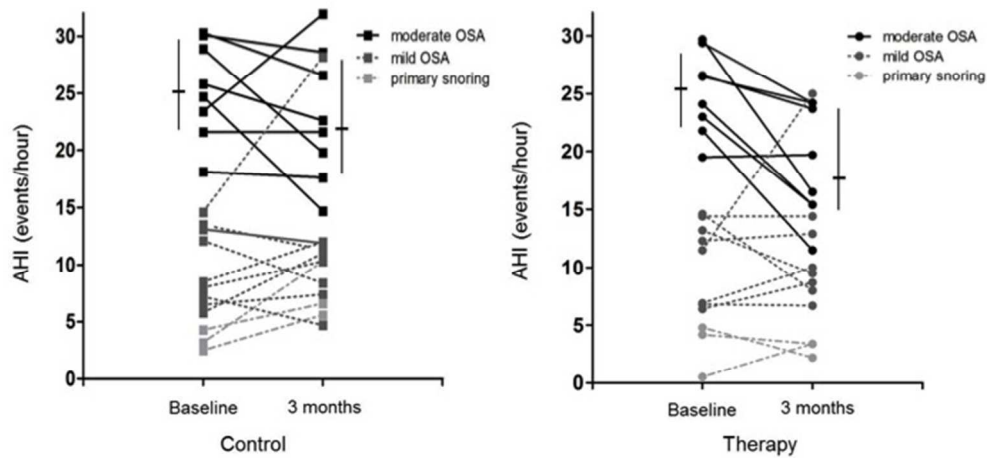 AHI (events/hour)
30
25
20
15
10
5
0
moderate OSA
mild OSA
primary snoring
Baseline
3 months
Control
AHI (events/hour)
30
25
20
15
10
5
0
moderate OSA
mild OSA
primary snoring
Baseline
3 months
Therapy